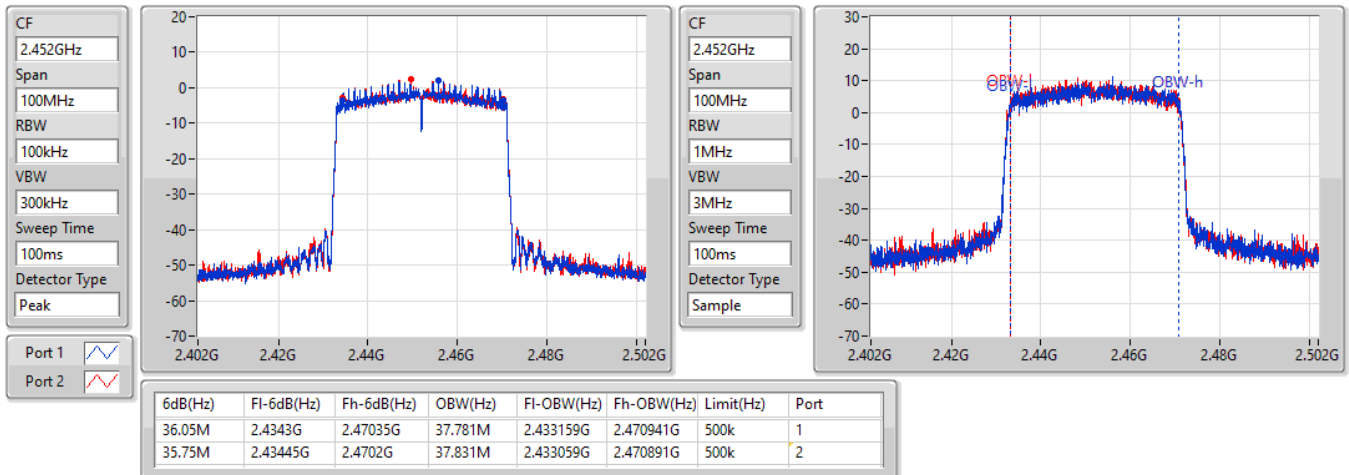 CF
2.452GHz
Span
100MHz
RBW
100kHz
VBW
300kHz
Sweep Time
100ms
Detector Type
Peak
Port 1
Port 2
20
10
0
-10
-20
-30
-40
-50
-60
-70
2.402G 2.42G 2.44G 2.46G 2.48G 2.502G
CF
2.452GHz
Span
100MHz
RBW
1MHz
VBW
3MHz
Sweep Time
100ms
Detector Type
Sample
30
20
10
0
-10
-20
-30
-40
-50
-60
-70
OBW-l
OBW-l
OBW-h
2.402G 2.42G 2.44G 2.46G 2.48G 2.502G
6dB(Hz) Fl-6dB(Hz) Fh-6dB(Hz) OBW(Hz) Fl-OBW(Hz) Fh-OBW(Hz) Limit(Hz) Port
36.05M 2.4343G 2.47035G 37.781M 2.433159G 2.470941G 500k 1
35.75M 2.43445G 2.4702G 37.831M 2.433059G 2.470891G 500k 2